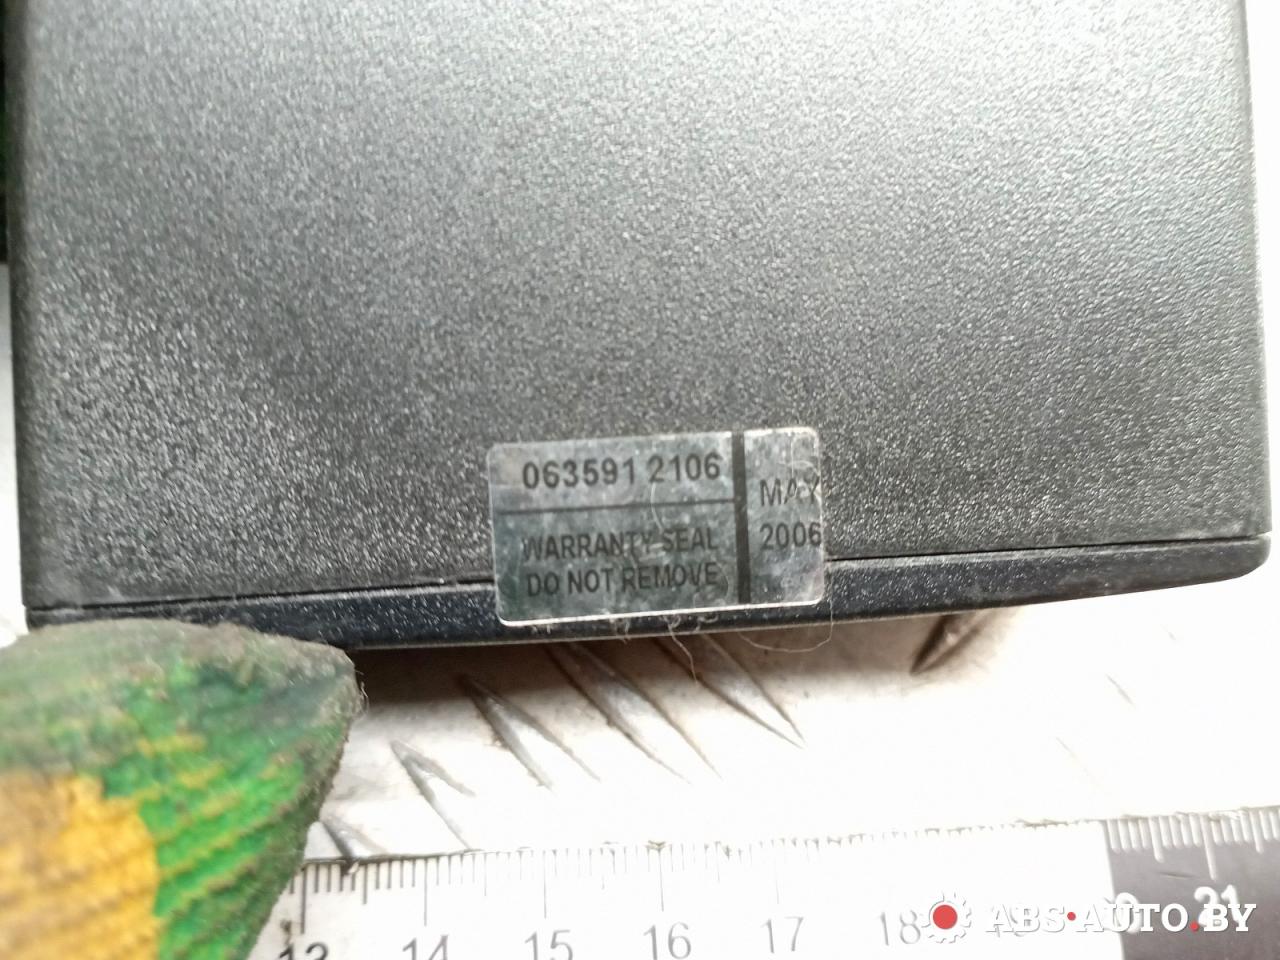 063591 2106
WARRANTY SEAL
DO NOT REMOVE
MAY
2006
13 14 15 16 17 18 19 21
ABS-AUTO.BY